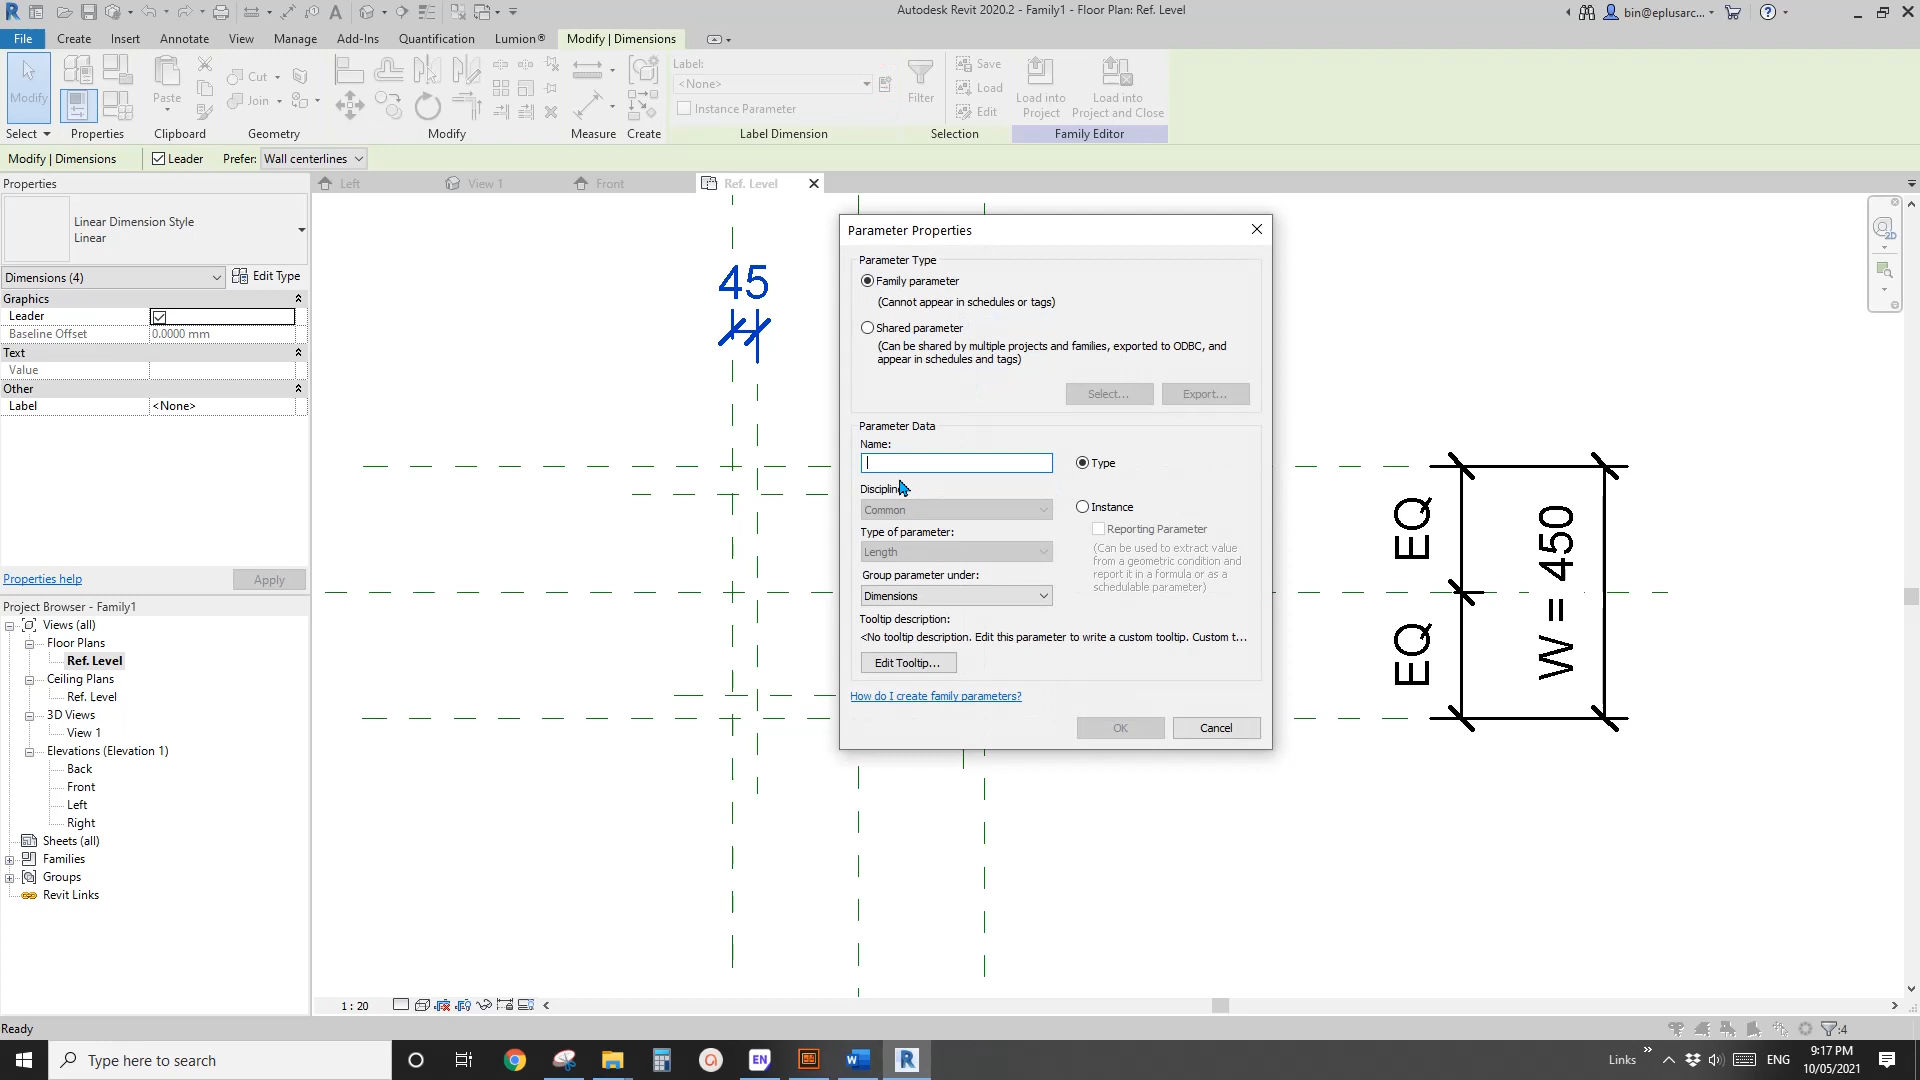 Autodesk Revit 2020.2 - Family1 - Floor Plan: Ref. Level
bin@eplusarc...
File Create Insert Annotate View Manage Add-Ins Quantification Lumion® Modify | Dimensions
Modify
Paste
Cut
Join
Label:
<None>
Instance Parameter
Filter
Save
Load
Edit
Load into
Project
Load into
Project and Close
Select Properties Clipboard Geometry Modify Measure Create Label Dimension Selection Family Editor
Modify | Dimensions Leader Prefer: Wall centerlines
Properties
Left View 1 Front Ref. Level
Linear Dimension Style
Linear
Dimensions (4) Edit Type
Graphics
Leader
Baseline Offset 0.0000 mm
Text
Value
Other
Label <None>
Properties help Apply
Project Browser - Family1
Views (all)
Floor Plans
Ref. Level
Ceiling Plans
Ref. Level
3D Views
View 1
Elevations (Elevation 1)
Back
Front
Left
Right
Sheets (all)
Families
Groups
Revit Links
45
Parameter Properties
Parameter Type
Family parameter
(Cannot appear in schedules or tags)
Shared parameter
(Can be shared by multiple projects and families, exported to ODBC, and
appear in schedules and tags)
Select... Export...
Parameter Data
Name:
Type
Discipline
Common
Instance
Reporting Parameter
Type of parameter:
Length
(Can be used to extract value
from a geometric condition and
report it in a formula or as a
schedulable parameter)
Group parameter under:
Dimensions
Tooltip description:
<No tooltip description. Edit this parameter to write a custom tooltip. Custom t...
Edit Tooltip...
How do I create family parameters?
OK Cancel
EQ
EQ
W = 450
2D
1 : 20
Ready
:4
Type here to search
EN
Links
ENG
9:17 PM
10/05/2021